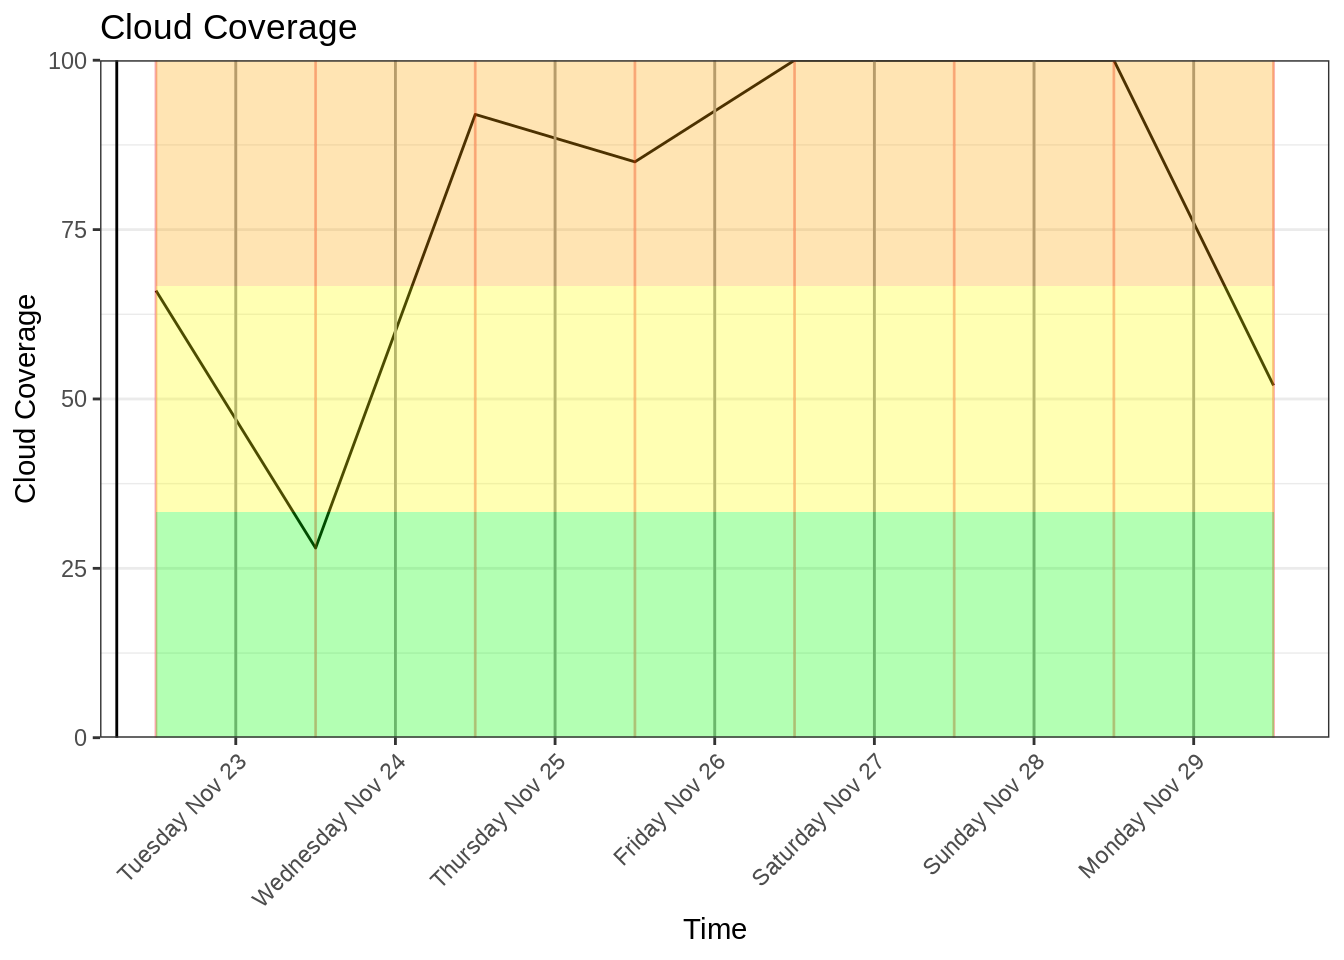 Cloud Coverage
Cloud Coverage
100
75
50
25
0
Tuesday Nov 23
Wednesday Nov 24
Thursday Nov 25
Friday Nov 26
Saturday Nov 27
Sunday Nov 28
Monday Nov 29
Time